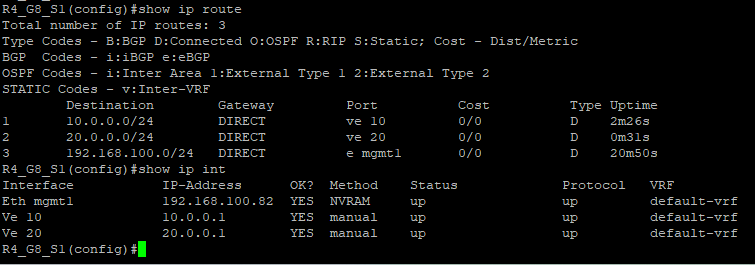 R4_G8_S1(config)#show ip route
Total number of IP routes: 3
Type Codes - B:BGP D:Connected O:OSPF R:RIP S:Static; Cost - Dist/Metric
BGP  Codes - i:iBGP e:eBGP
OSPF Codes - i:Inter Area 1:External Type 1 2:External Type 2
STATIC Codes - v:Inter-VRF
        Destination        Gateway         Port          Cost          Type Uptime
1       10.0.0.0/24        DIRECT          ve 10         0/0           D    2m26s
2       20.0.0.0/24        DIRECT          ve 20         0/0           D    0m31s
3       192.168.100.0/24   DIRECT          e mgmt1       0/0           D    20m50s
R4_G8_S1(config)#show ip int
Interface           IP-Address      OK?  Method    Status               Protocol   VRF
Eth mgmt1           192.168.100.82  YES  NVRAM     up                   up         default-vrf
Ve 10               10.0.0.1        YES  manual    up                   up         default-vrf
Ve 20               20.0.0.1        YES  manual    up                   up         default-vrf
R4_G8_S1(config)#